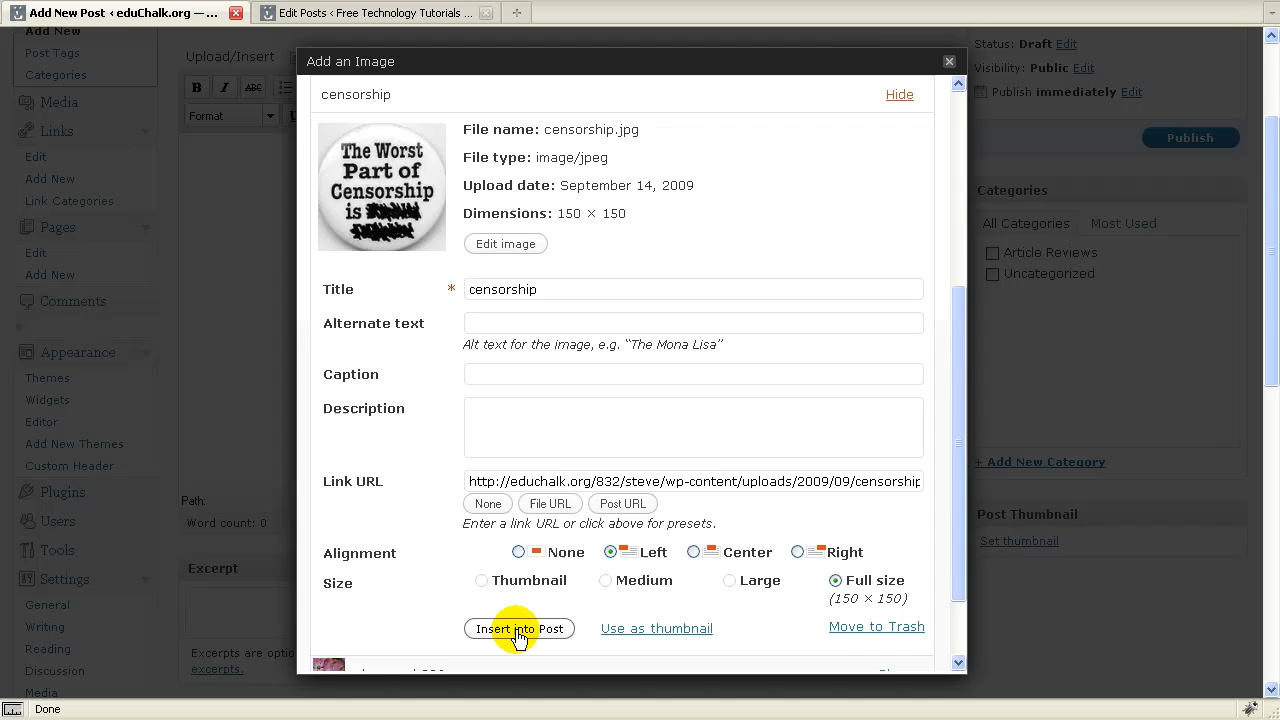 Add New Post ‹ eduChalk.org — ...
Edit Posts ‹ Free Technology Tutorials ...
Add New
Post Tags
Categories
Media
Links
Edit
Add New
Link Categories
Pages
Edit
Add New
Comments
Appearance
Themes
Widgets
Editor
Add New Themes
Custom Header
Plugins
Users
Tools
Settings
General
Writing
Reading
Discussion
Media
Upload/Insert
B I ABC
Format
Path:
Word count: 0
Excerpt
Excerpts are optio
excerpts.
Add an Image
censorship
Hide
The Worst
Part of
Censorship
is
File name: censorship.jpg
File type: image/jpeg
Upload date: September 14, 2009
Dimensions: 150 × 150
Edit image
Title * censorship
Alternate text
Alt text for the image, e.g. “The Mona Lisa”
Caption
Description
Link URL http://educhalk.org/832/steve/wp-content/uploads/2009/09/censorship
None File URL Post URL
Enter a link URL or click above for presets.
Alignment None Left Center Right
Size Thumbnail Medium Large Full size
(150 × 150)
Insert into Post Use as thumbnail Move to Trash
Status: Draft Edit
Visibility: Public Edit
Publish immediately Edit
Publish
Categories
All Categories Most Used
Article Reviews
Uncategorized
+ Add New Category
Post Thumbnail
Set thumbnail
Done